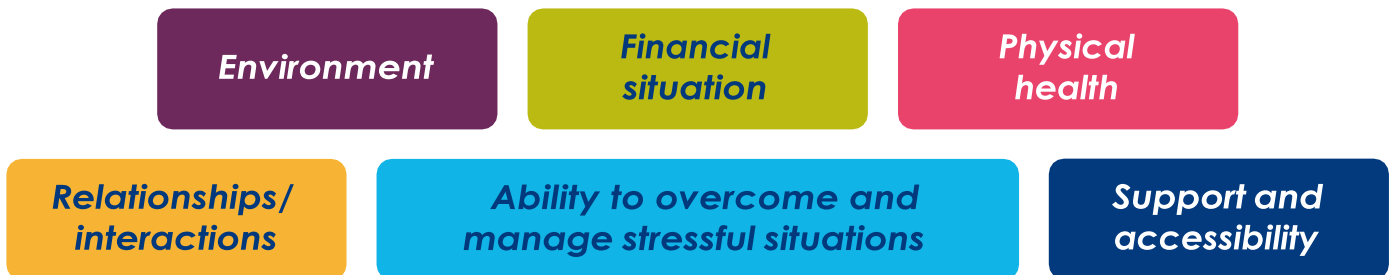 Environment
Financial
situation
Physical
health
Relationships/
interactions
Ability to overcome and
manage stressful situations
Support and
accessibility